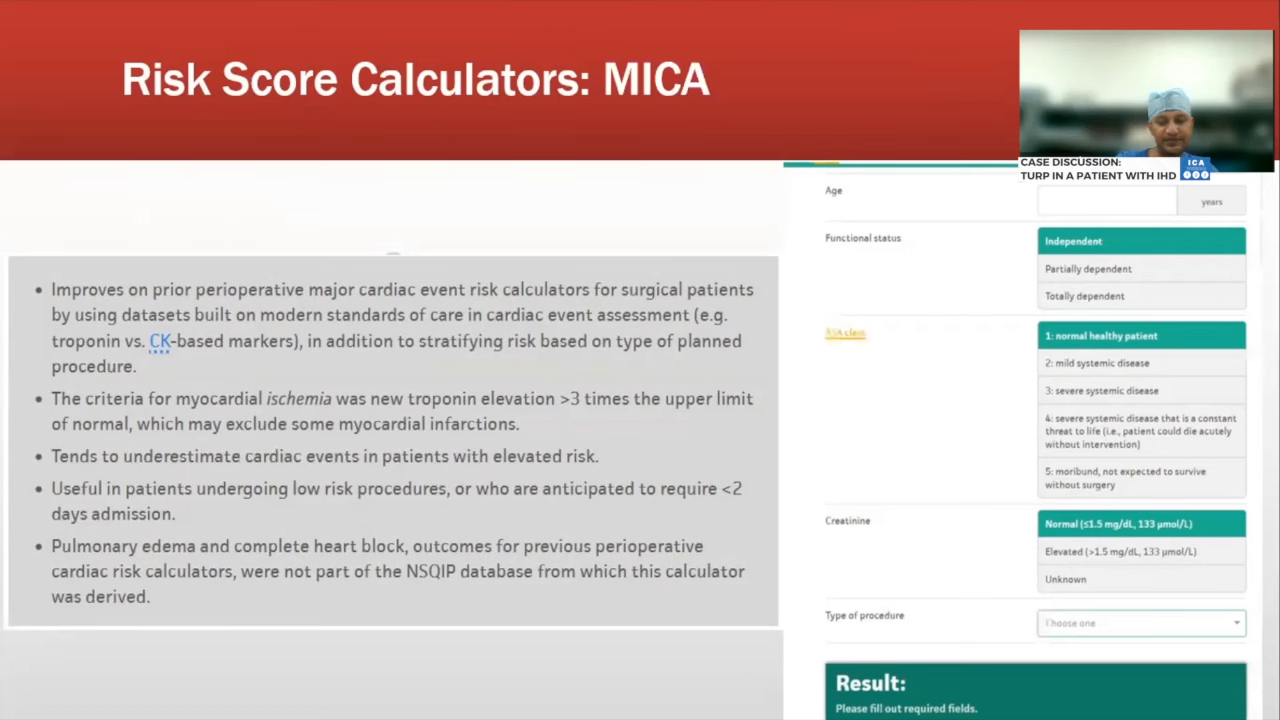 Risk Score Calculators: MICA
CASE DISCUSSION:
TURP IN A PATIENT WITH IHD
ICA
• Improves on prior perioperative major cardiac event risk calculators for surgical patients
by using datasets built on modern standards of care in cardiac event assessment (e.g.
troponin vs. CK-based markers), in addition to stratifying risk based on type of planned
procedure.
• The criteria for myocardial ischemia was new troponin elevation >3 times the upper limit
of normal, which may exclude some myocardial infarctions.
• Tends to underestimate cardiac events in patients with elevated risk.
• Useful in patients undergoing low risk procedures, or who are anticipated to require <2
days admission.
• Pulmonary edema and complete heart block, outcomes for previous perioperative
cardiac risk calculators, were not part of the NSQIP database from which this calculator
was derived.
Age
years
Functional status
Independent
Partially dependent
Totally dependent
ASA class
1: normal healthy patient
2: mild systemic disease
3: severe systemic disease
4: severe systemic disease that is a constant
threat to life (i.e., patient could die acutely
without intervention)
5: moribund, not expected to survive
without surgery
Creatinine
Normal (≤1.5 mg/dL, 133 µmol/L)
Elevated (>1.5 mg/dL, 133 µmol/L)
Unknown
Type of procedure
Choose one
Result:
Please fill out required fields.